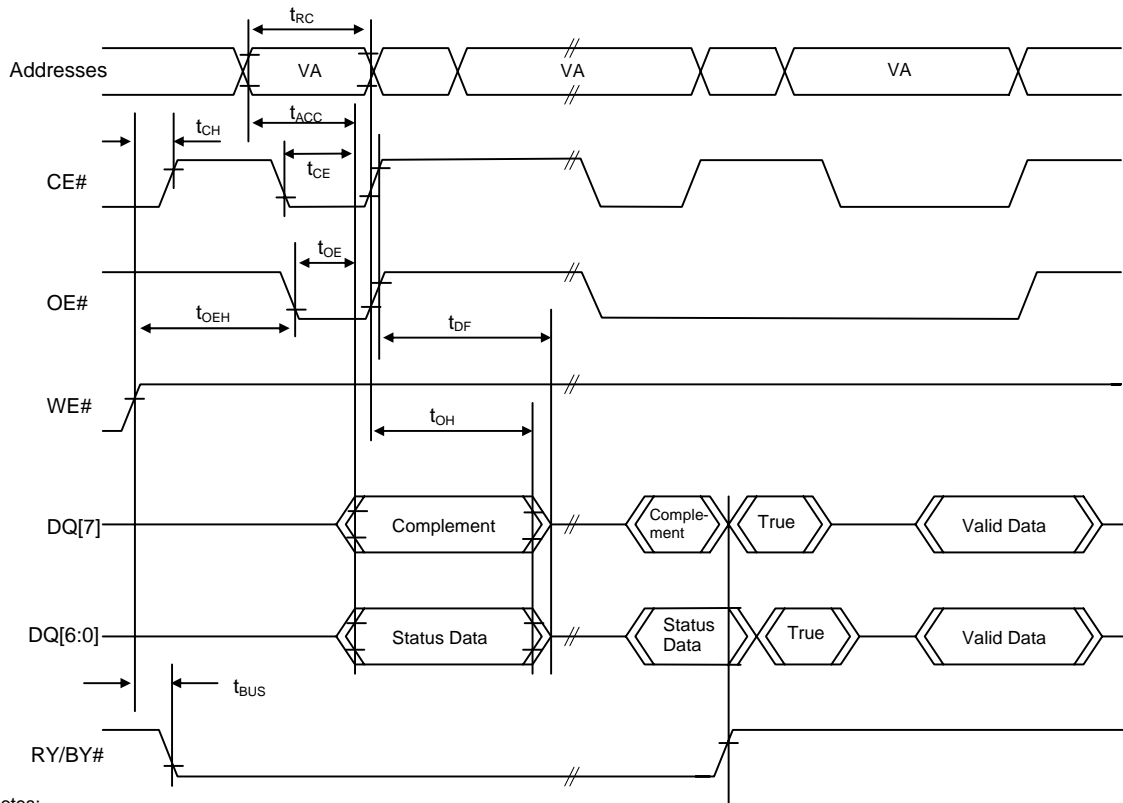 tRC
Addresses
VA
VA
VA
tACC
tCH
tCE
CE#
tOE
OE#
tOEH
tDF
WE#
tOH
DQ[7]
Complement
Comple-
ment
True
Valid Data
DQ[6:0]
Status Data
Status
Data
True
Valid Data
tBUS
RY/BY#